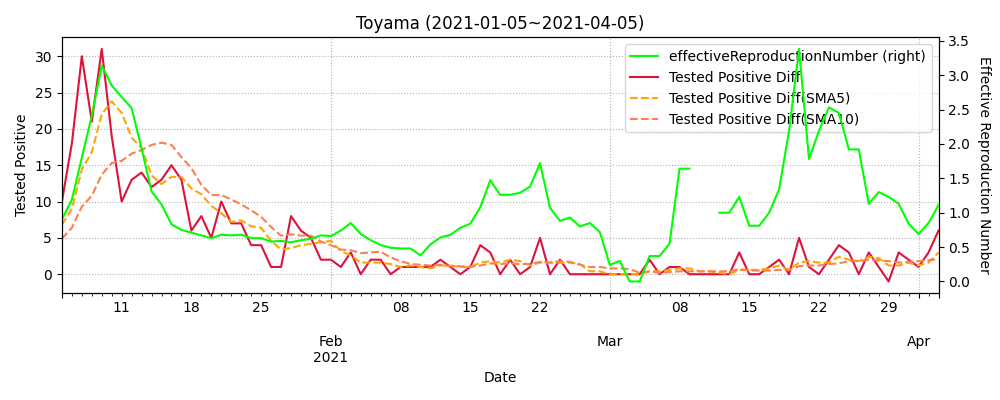 Toyama (2021-01-05~2021-04-05)
effectiveReproductionNumber (right)
Tested Positive Diff
Tested Positive Diff(SMA5)
Tested Positive Diff(SMA10)
Tested Positive
30
25
20
15
10
5
0
3.5
3.0
2.5
2.0
1.5
1.0
0.5
0.0
Effective Reproduction Number
11 18 25 08 15 22 08 15 22 29
Feb Mar Apr
2021
Date